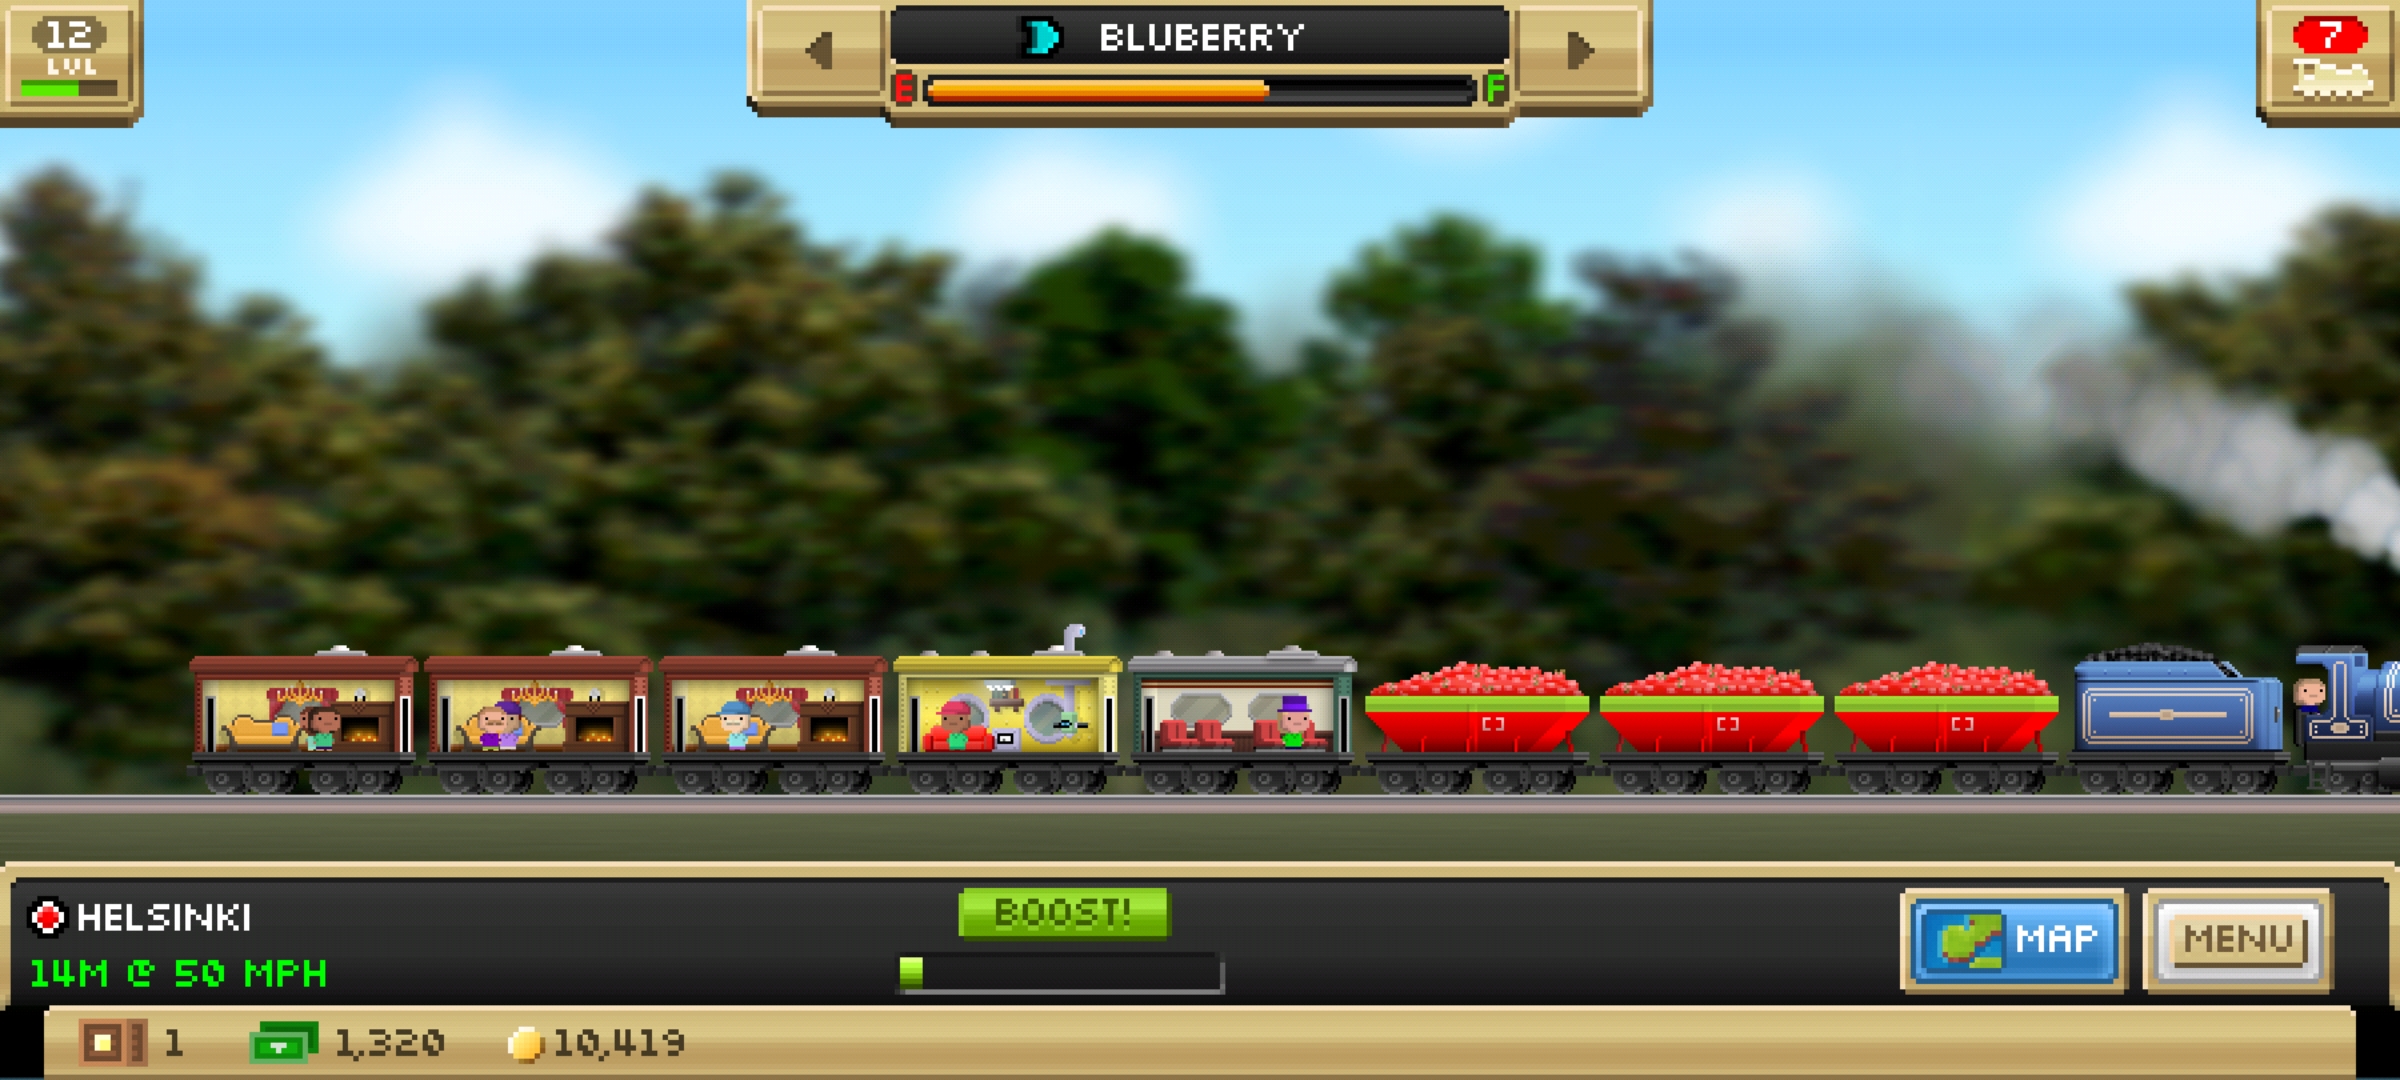 12
LVL
BLUBERRY
E F
7
HELSINKI
14M @ 50 MPH
BOOST!
MAP
MENU
1
1,320
10,419